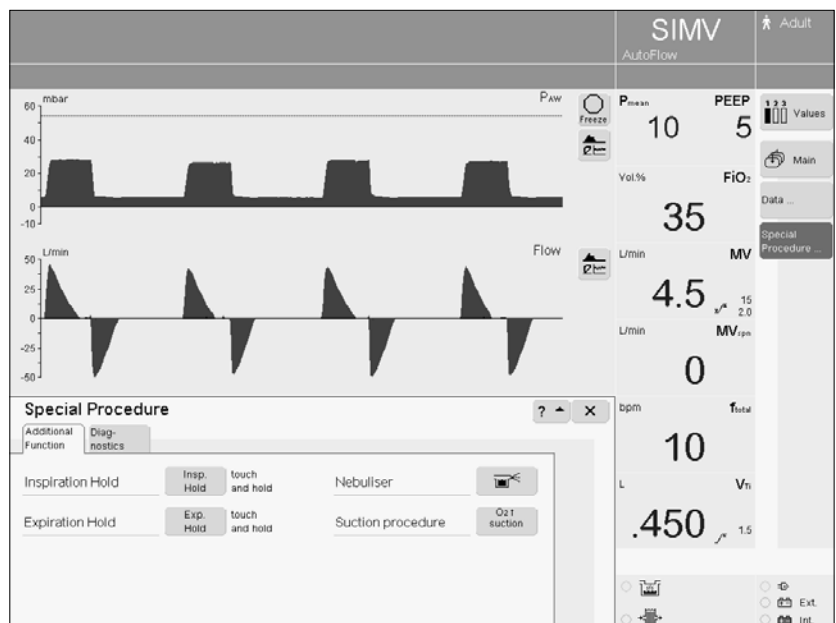 SIMV
AutoFlow
Adult
mbar
PAW
60
40
20
0
-10
Freeze
L/min
Flow
50
25
0
-25
-50
Pmean PEEP
10 5
Vol.% FiO2
35
L/min MV
4.5 15
2.0
L/min MVspn
0
bpm ftotal
10
L VTi
.450 1.5
1 2 3
Values
Main
Data ...
Special
Procedure ...
Special Procedure
?
Additional
Function
Diag-
nostics
Inspiration Hold
Insp.
Hold
touch
and hold
Nebuliser
Expiration Hold
Exp.
Hold
touch
and hold
Suction procedure
O2↑
suction
Ext.
Int.